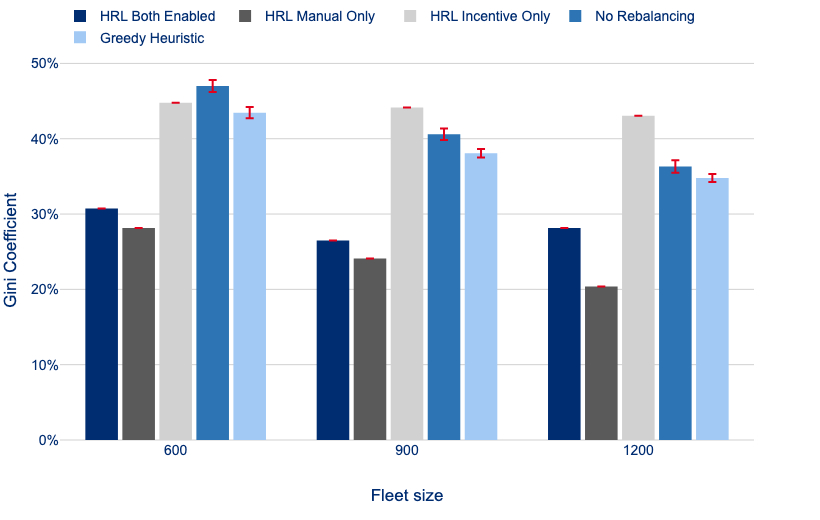 HRL Both Enabled HRL Manual Only HRL Incentive Only No Rebalancing
Greedy Heuristic
50%
40%
30%
20%
10%
0%
Gini Coefficient
600 900 1200
Fleet size